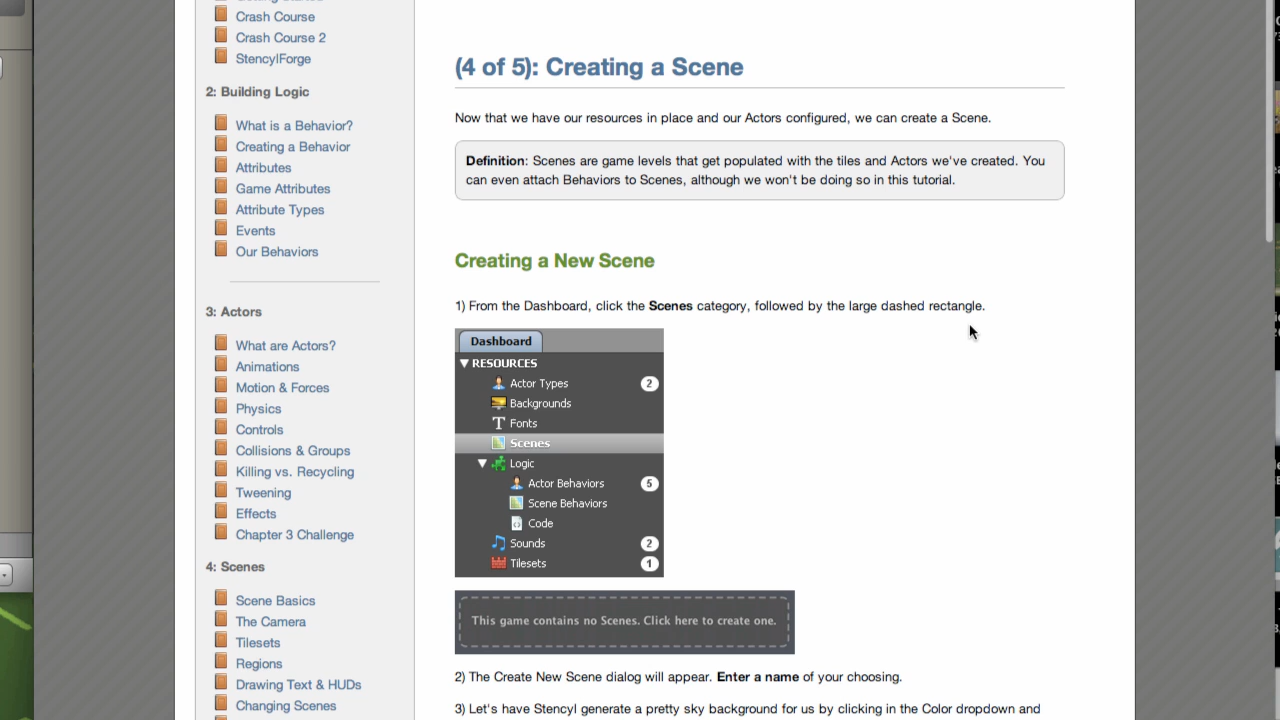 Crash Course
Crash Course 2
StencylForge
2: Building Logic
What is a Behavior?
Creating a Behavior
Attributes
Game Attributes
Attribute Types
Events
Our Behaviors
3: Actors
What are Actors?
Animations
Motion & Forces
Physics
Controls
Collisions & Groups
Killing vs. Recycling
Tweening
Effects
Chapter 3 Challenge
4: Scenes
Scene Basics
The Camera
Tilesets
Regions
Drawing Text & HUDs
Changing Scenes
(4 of 5): Creating a Scene
Now that we have our resources in place and our Actors configured, we can create a Scene.
Definition: Scenes are game levels that get populated with the tiles and Actors we've created. You
can even attach Behaviors to Scenes, although we won't be doing so in this tutorial.
Creating a New Scene
1) From the Dashboard, click the Scenes category, followed by the large dashed rectangle.
Dashboard
RESOURCES
Actor Types 2
Backgrounds
Fonts
Scenes
Logic
Actor Behaviors 5
Scene Behaviors
Code
Sounds 2
Tilesets 1
This game contains no Scenes. Click here to create one.
2) The Create New Scene dialog will appear. Enter a name of your choosing.
3) Let's have Stencyl generate a pretty sky background for us by clicking in the Color dropdown and